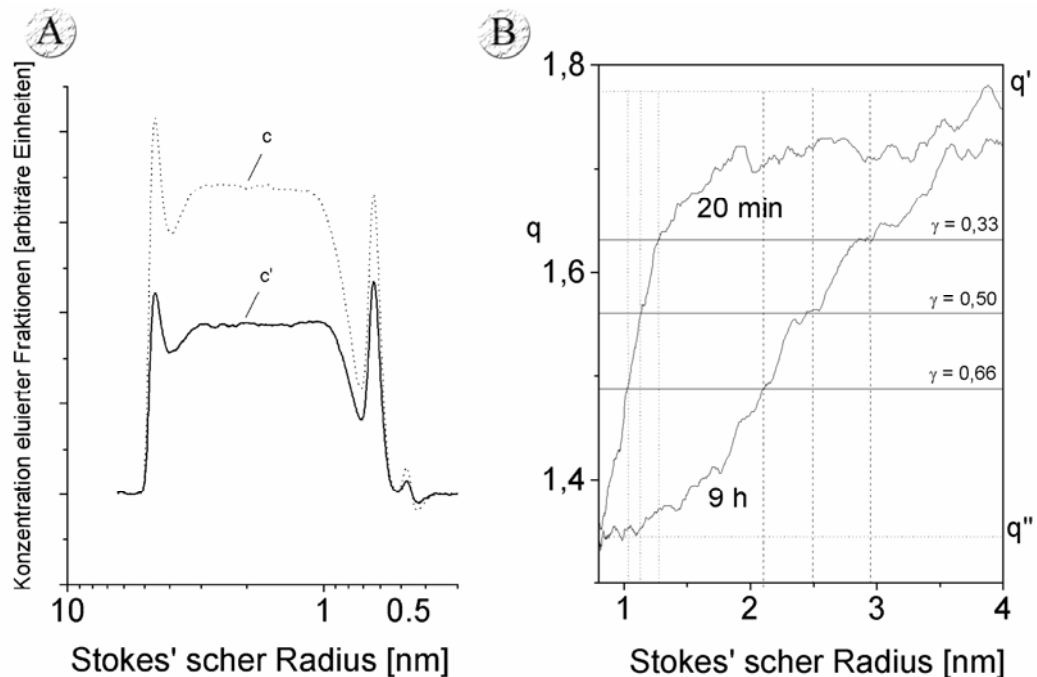 A
Konzentration eluierter Fraktionen [arbiträre Einheiten]
c
c'
10
1
0.5
Stokes' scher Radius [nm]
B
1,8
q'
20 min
q
γ = 0,33
1,6
γ = 0,50
γ = 0,66
1,4
9 h
q"
1
2
3
4
Stokes' scher Radius [nm]